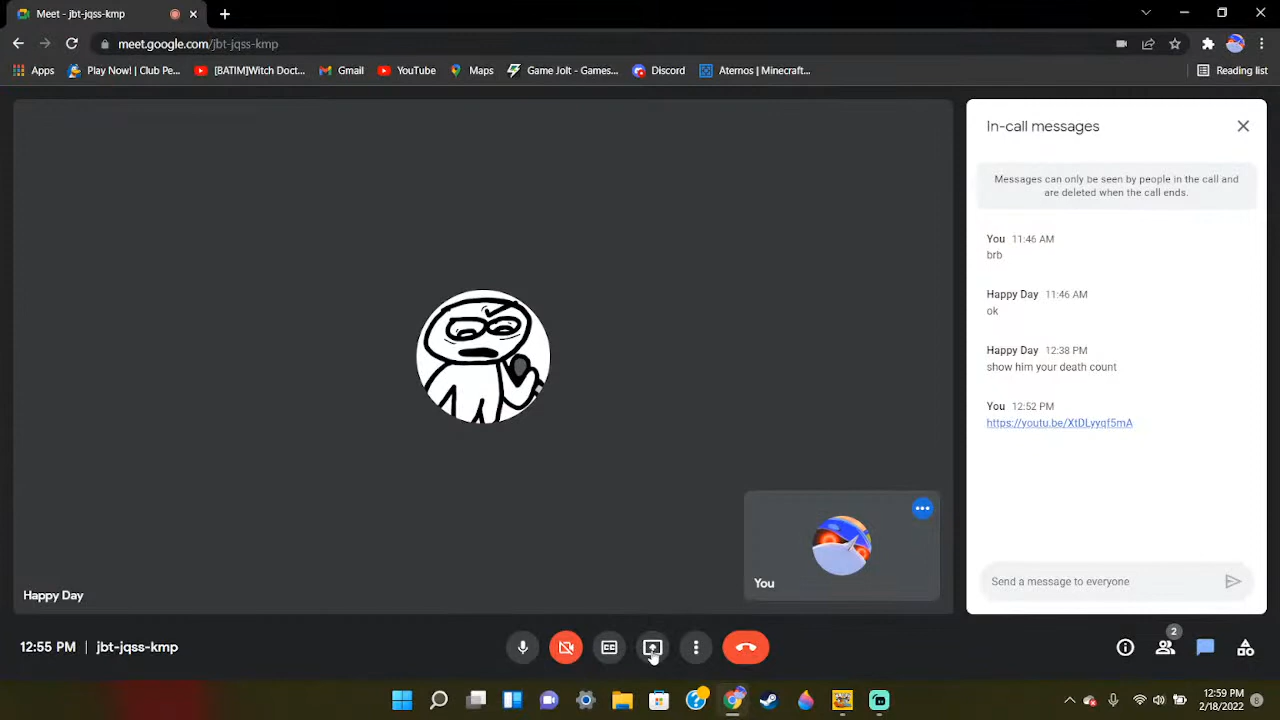 Meet - jbt-jqss-kmp
meet.google.com/jbt-jqss-kmp
Apps
Play Now! | Club Pe...
[BATIM]Witch Doct...
Gmail
YouTube
Maps
Game Jolt - Games...
Discord
Aternos | Minecraft...
Reading list
In-call messages
Messages can only be seen by people in the call and
are deleted when the call ends.
You 11:46 AM
brb
Happy Day 11:46 AM
ok
Happy Day 12:38 PM
show him your death count
You 12:52 PM
https://youtu.be/XtDLyyqf5mA
You
Send a message to everyone
Happy Day
12:55 PM | jbt-jqss-kmp
CC
2
12:59 PM
2/18/2022
8